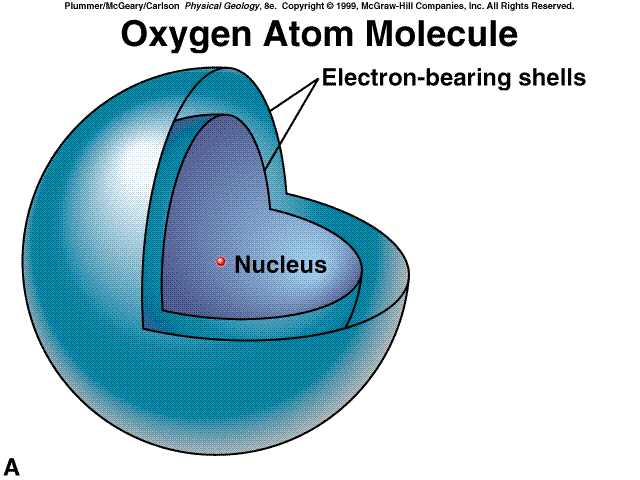 Plummer/McGeary/Carlson Physical Geology, 8e. Copyright © 1999, McGraw-Hill Companies, Inc. All Rights Reserved.
Oxygen Atom Molecule
Electron-bearing shells
Nucleus
A